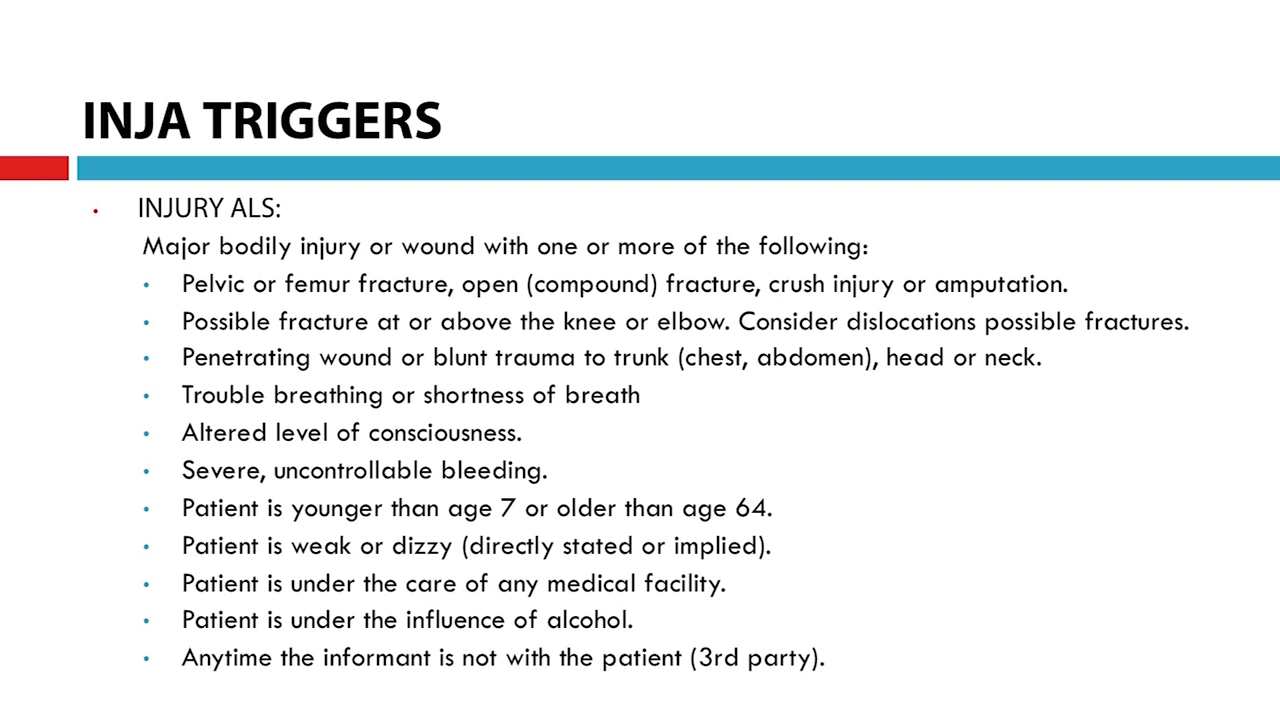 INJA TRIGGERS
• INJURY ALS:
Major bodily injury or wound with one or more of the following:
• Pelvic or femur fracture, open (compound) fracture, crush injury or amputation.
• Possible fracture at or above the knee or elbow. Consider dislocations possible fractures.
• Penetrating wound or blunt trauma to trunk (chest, abdomen), head or neck.
• Trouble breathing or shortness of breath
• Altered level of consciousness.
• Severe, uncontrollable bleeding.
• Patient is younger than age 7 or older than age 64.
• Patient is weak or dizzy (directly stated or implied).
• Patient is under the care of any medical facility.
• Patient is under the influence of alcohol.
• Anytime the informant is not with the patient (3rd party).